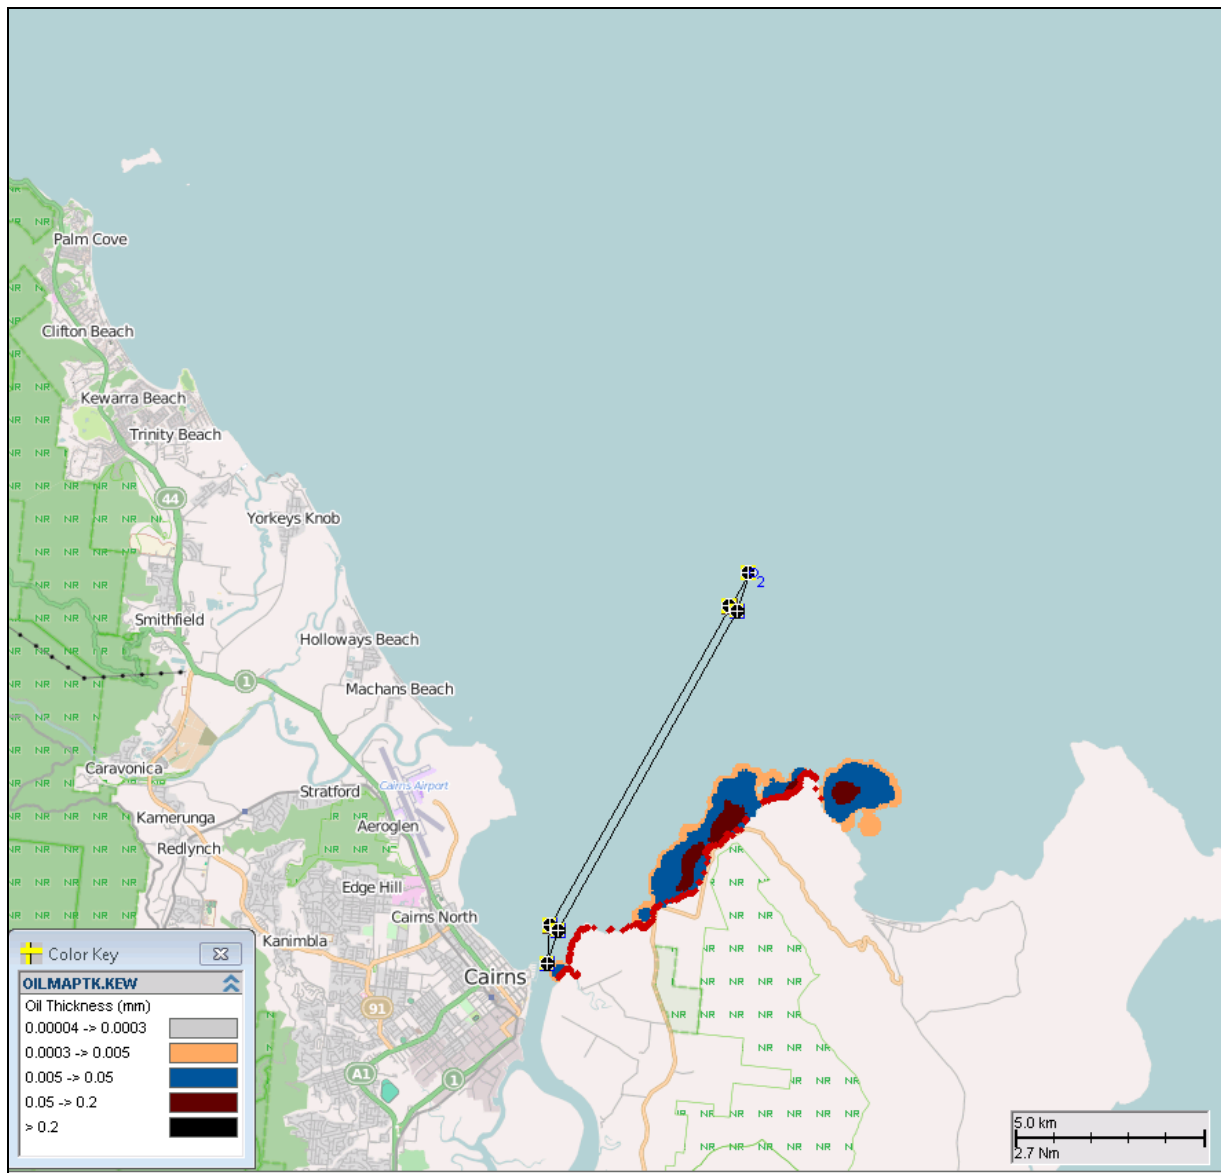 Palm Cove
Clifton Beach
Kewarra Beach
Trinity Beach
44
Yorkeys Knob
2
Smithfield
Holloways Beach
1
Machans Beach
Caravonica
Cairns Airport
Stratford
Kamerunga
Aeroglen
Redlynch
NR NR NR
Edge Hill
Cairns North
Kanimbla
Cairns
91
A1
1
Color Key
OILMAPTK.KEW
Oil Thickness (mm)
0.00004 -> 0.0003
0.0003 -> 0.005
0.005 -> 0.05
0.05 -> 0.2
> 0.2
5.0 km
2.7 Nm